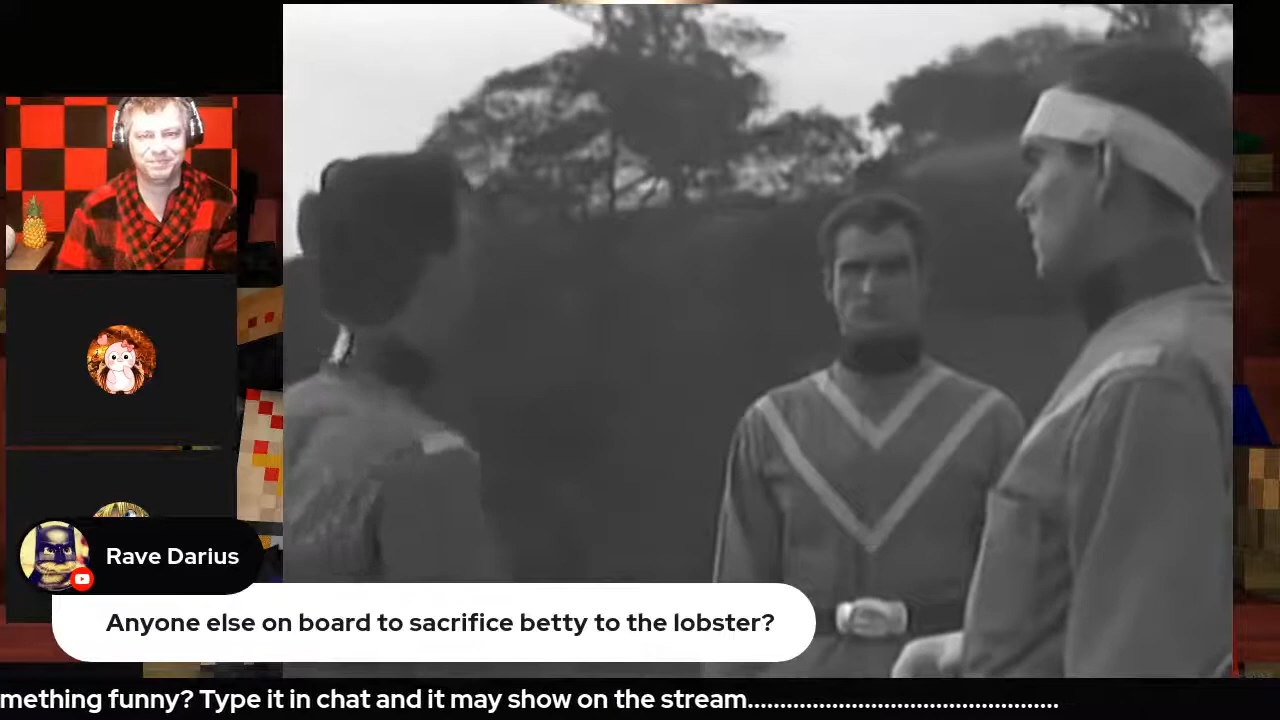 Rave Darius
Anyone else on board to sacrifice betty to the lobster?
mething funny? Type it in chat and it may show on the stream................................................